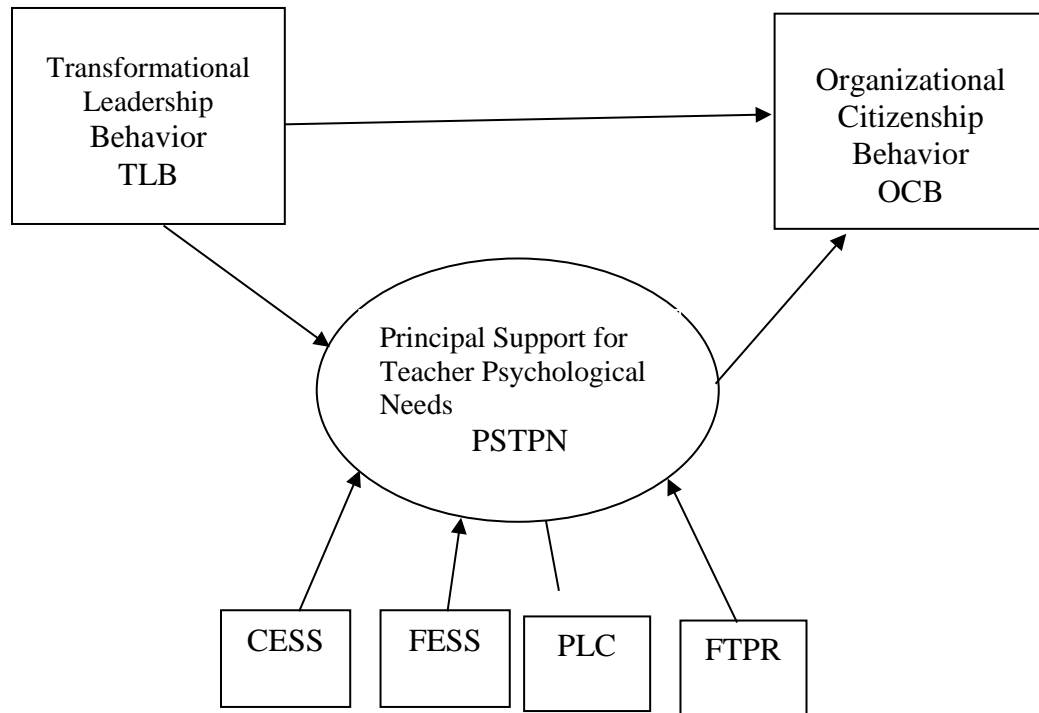 Transformational
Leadership
Behavior
TLB
Organizational
Citizenship
Behavior
OCB
Principal Support for
Teacher Psychological
Needs
PSTPN
CESS
FESS
PLC
FTPR